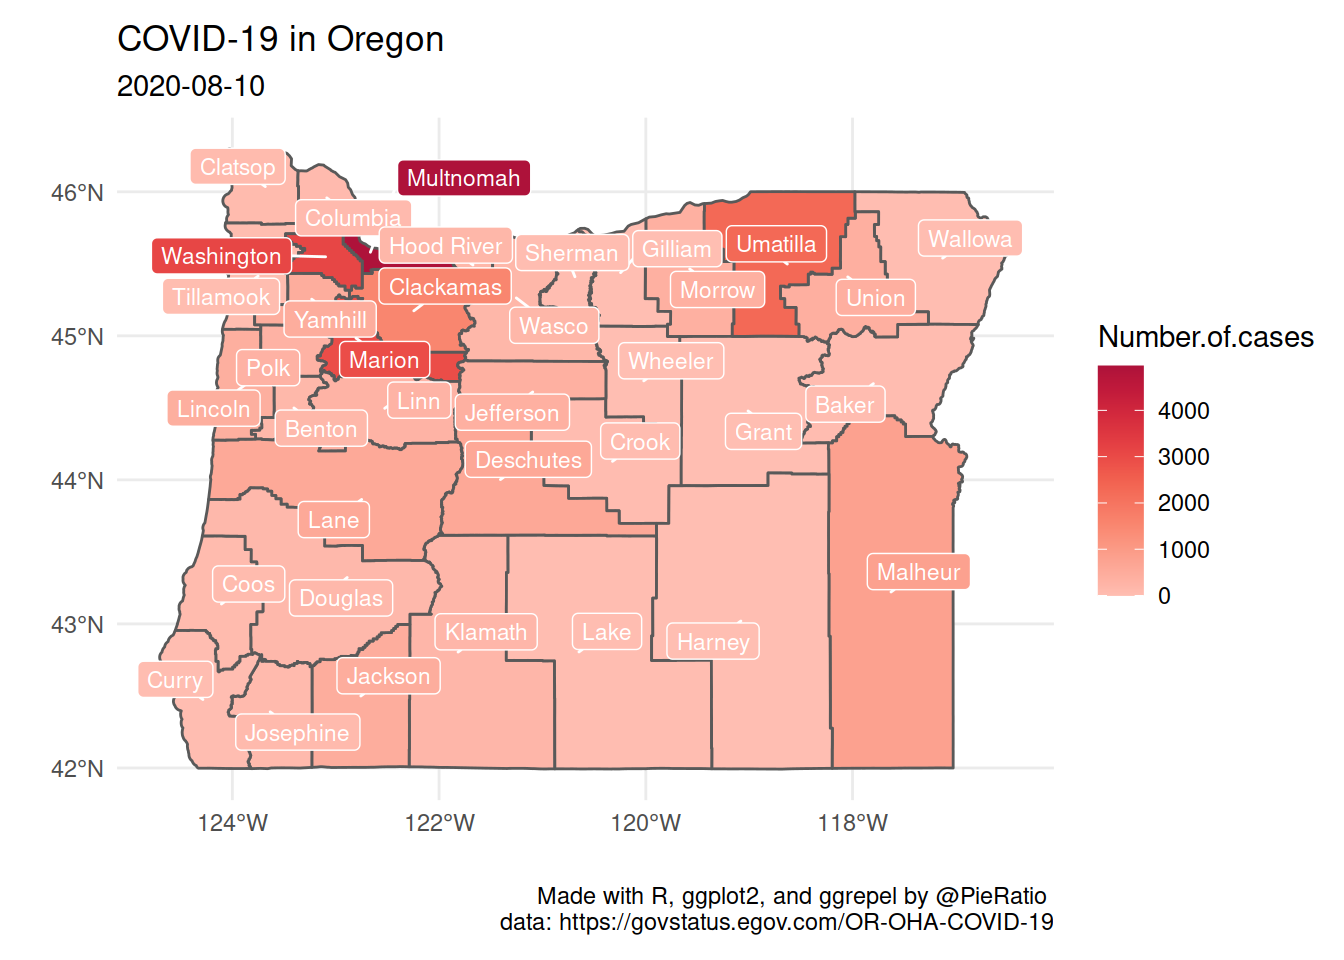 COVID-19 in Oregon
2020-08-10
Clatsop
Multnomah
46°N
Columbia
Washington
Hood River
Sherman
Gilliam
Umatilla
Wallowa
Tillamook
Clackamas
Morrow
Union
Yamhill
Wasco
45°N
Number.of.cases
Marion
Wheeler
Polk
Lincoln
Linn
Jefferson
Baker
4000
Benton
Crook
Grant
3000
Deschutes
44°N
2000
Lane
1000
Coos
Douglas
Malheur
0
43°N
Klamath
Lake
Harney
Curry
Jackson
Josephine
42°N
124°W
122°W
120°W
118°W
Made with R, ggplot2, and ggrepel by @PieRatio
data: https://govstatus.egov.com/OR-OHA-COVID-19